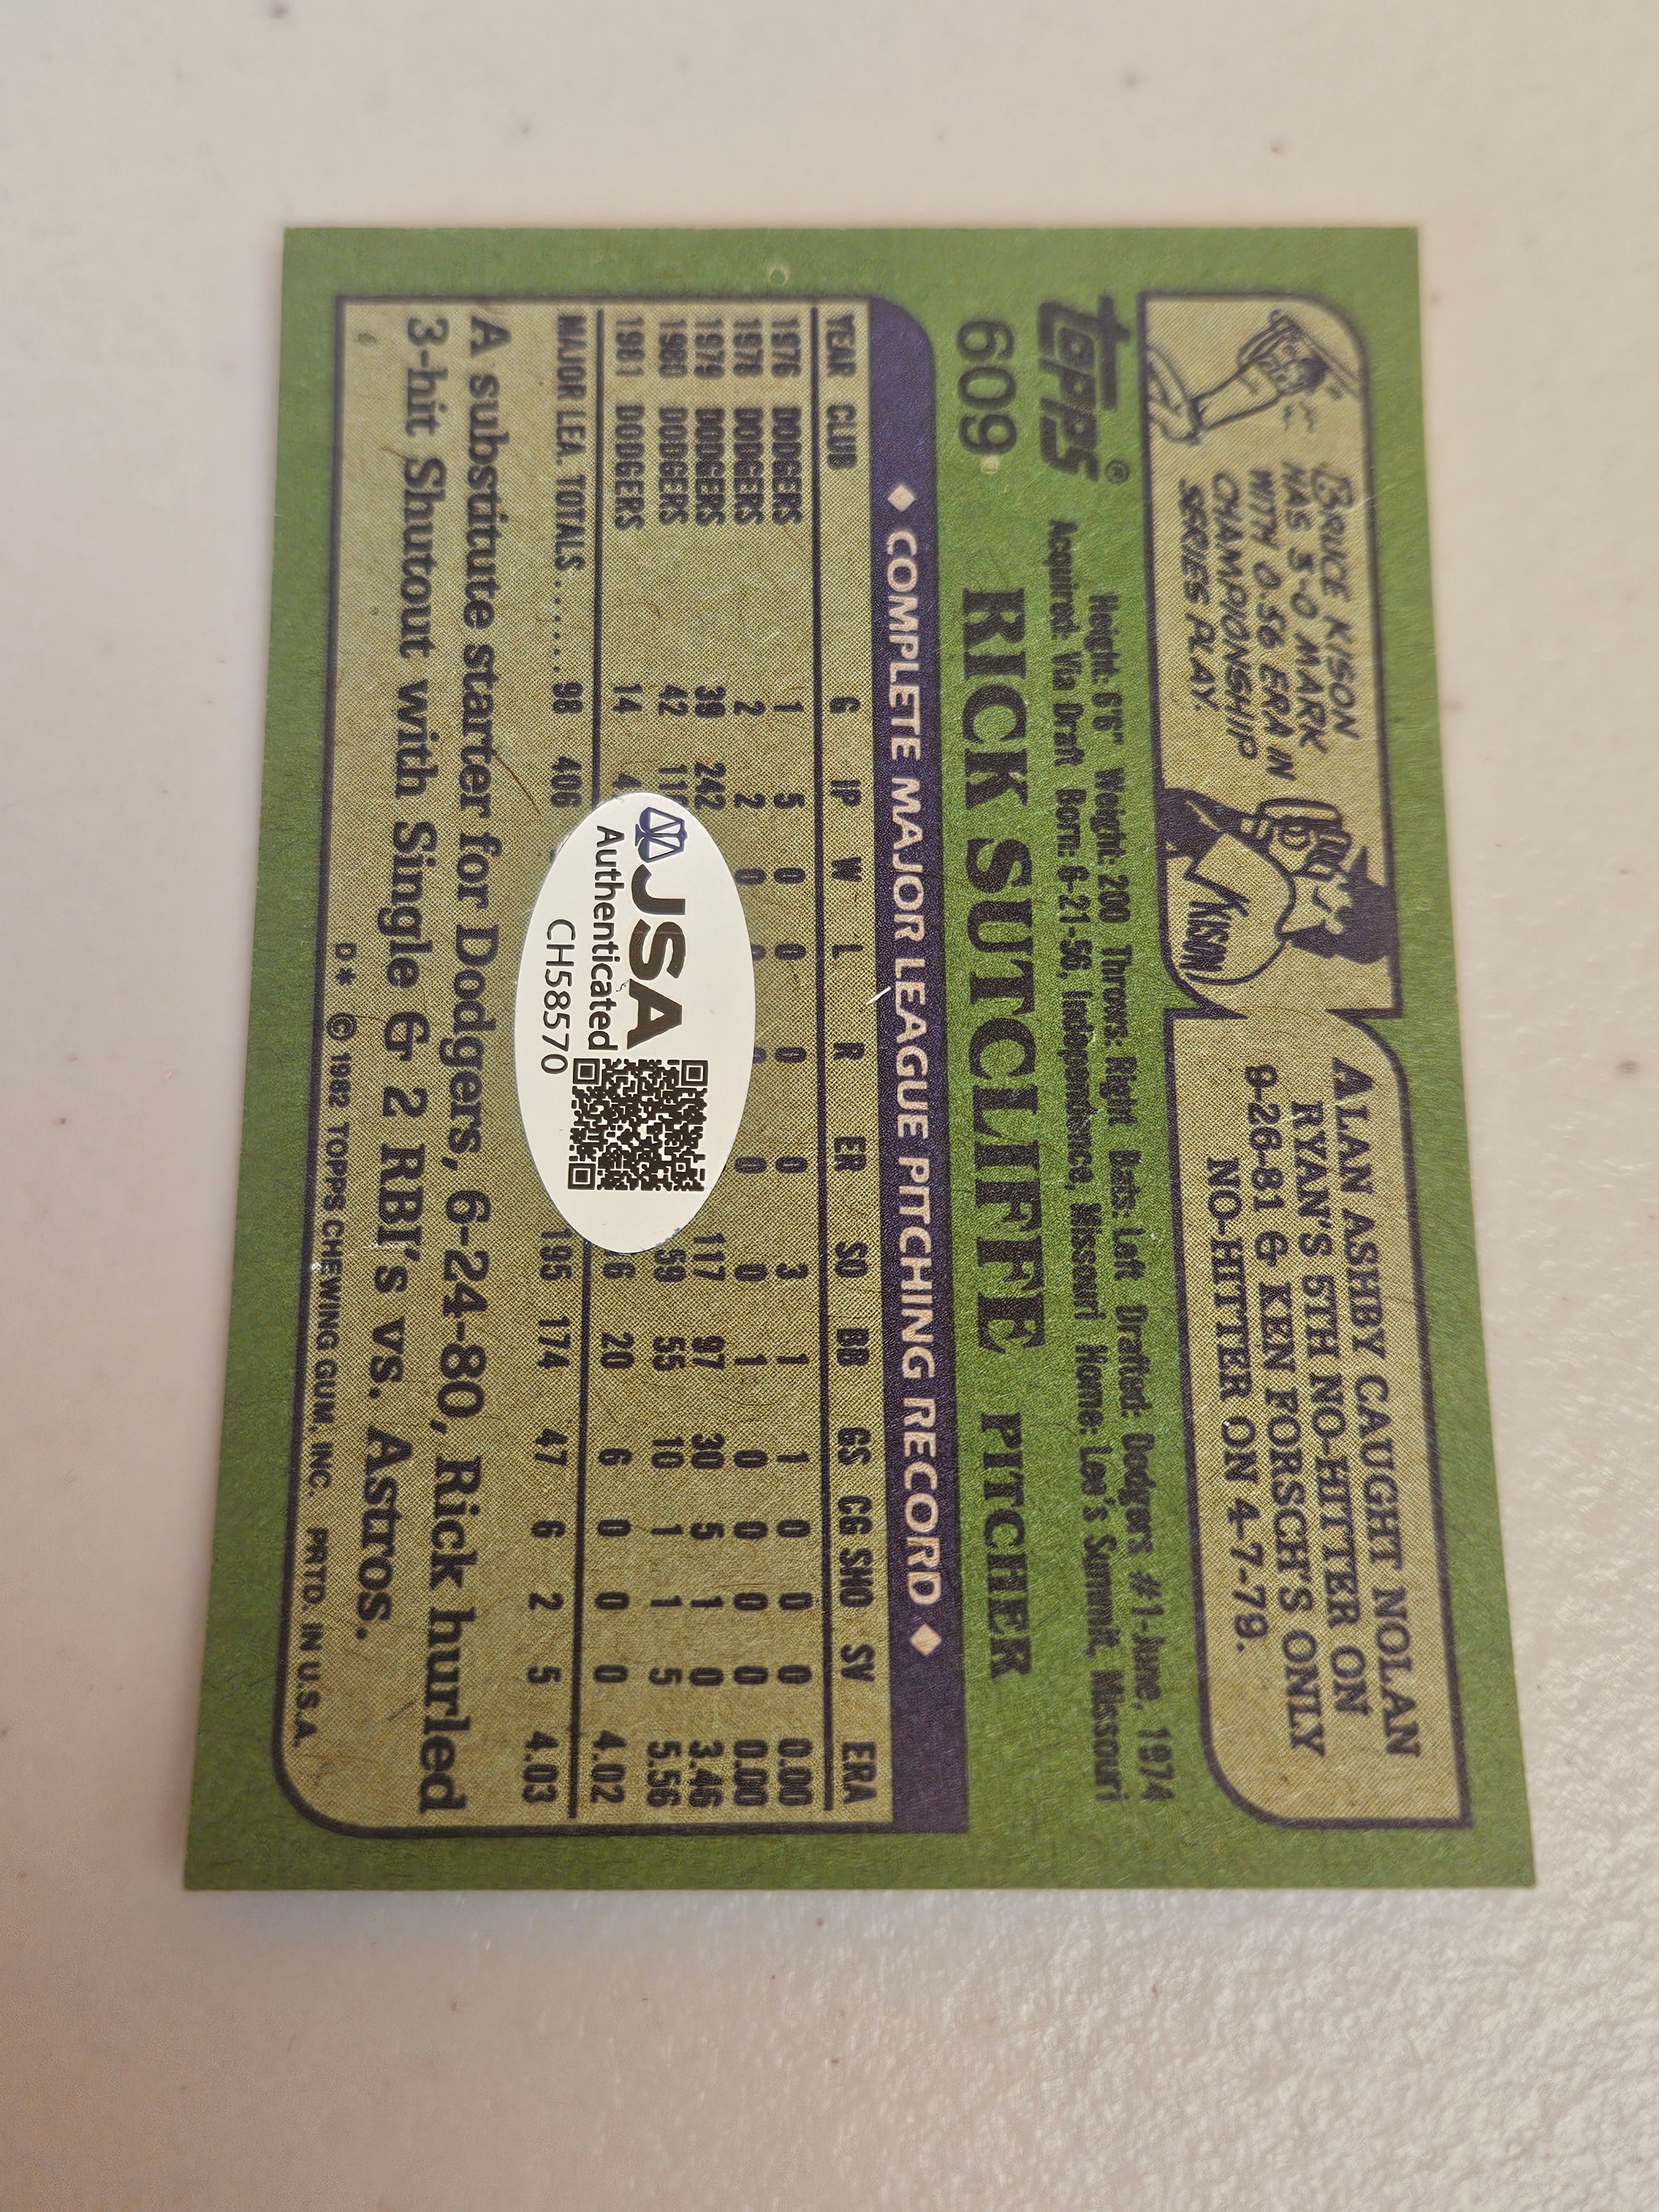 BRUCE KISON
HAS 5-0 MARK
WITH 0.56 ERA IN
CHAMPIONSHIP
SERIES PLAY.
KISON
ALAN ASHBY CAUGHT NOLAN
RYAN'S 5TH NO-HITTER ON
9-26-81 & KEN FORSCH'S ONLY
NO-HITTER ON 4-7-79.
topps®
609
Height: 6'6" Weight: 200 Throws: Right Bats: Left Drafted: Dodgers #1-June, 1974
Acquired: Via Draft Born: 6-21-56, Independence, Missouri Home: Lee's Summit, Missouri
RICK SUTCLIFFE PITCHER
◆ COMPLETE MAJOR LEAGUE PITCHING RECORD ◆
YEAR CLUB G IP W L R ER SO BB GS CG SHO SV ERA
1976 DODGERS 1 5 0 0 0 0 3 1 1 0 0 0 0.00
1978 DODGERS 2 2 0 0 0 0 0 1 0 0 0 0 0.00
1979 DODGERS 39 242 117 97 30 5 1 0 3.46
1980 DODGERS 42 59 55 10 1 1 5 5.56
1981 DODGERS 14 20 6 0 0 0 4.02
MAJOR LEA. TOTALS ....... 98 406 195 174 47 6 2 5 4.03
JSA
Authenticated
CH58570
A substitute starter for Dodgers, 6-24-80, Rick hurled
3-hit Shutout with Single & 2 RBI's vs. Astros.
D* © 1982 TOPPS CHEWING GUM, INC. PRTD. IN U.S.A.